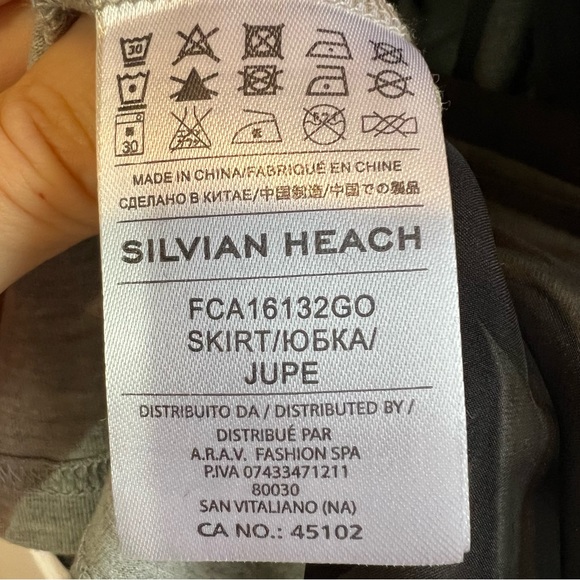 30
30
MADE IN CHINA/FABRIQUÉ EN CHINE
СДЕЛАНО В КИТАЕ/中国制造/中国での製品
SILVIAN HEACH
FCA16132GO
SKIRT/ЮБКА/
JUPE
DISTRIBUITO DA / DISTRIBUTED BY /
DISTRIBUÉ PAR
A.R.A.V. FASHION SPA
P.IVA 07433471211
80030
SAN VITALIANO (NA)
CA NO.: 45102